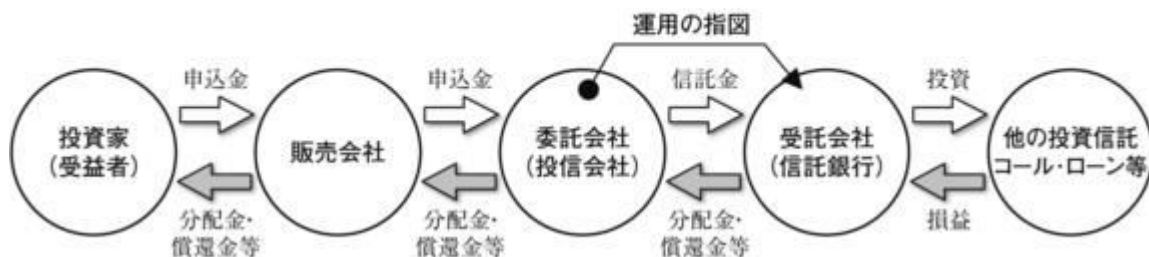 運用の指図
申込金
申込金
信託金
投資
投資家
(受益者)
販売会社
委託会社
(投信会社)
受託会社
(信託銀行)
他の投資信託
コール・ローン等
分配金・
償還金等
分配金・
償還金等
分配金・
償還金等
損益